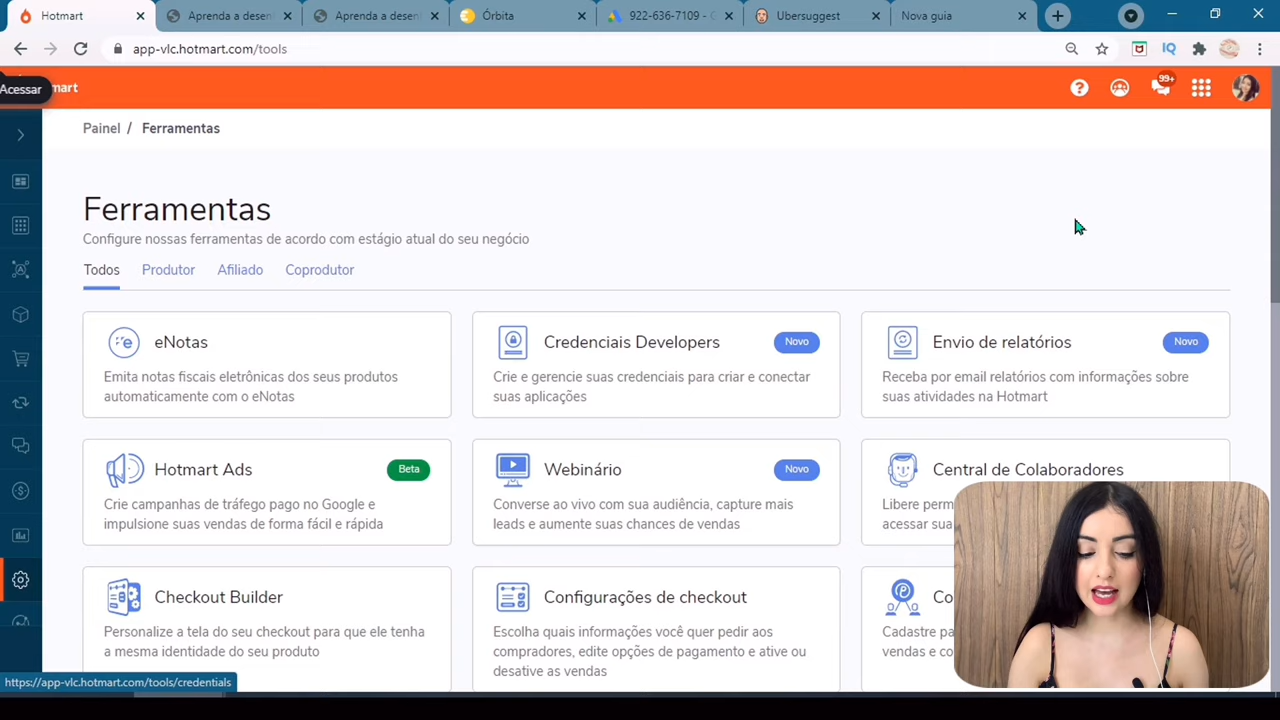 Hotmart
Aprenda a desen
Aprenda a desen
Órbita
922-636-7109 - G
Ubersuggest
Nova guia
app-vlc.hotmart.com/tools
IQ
Acessar
mart
99+
Painel / Ferramentas
Ferramentas
Configure nossas ferramentas de acordo com estágio atual do seu negócio
Todos
Produtor
Afiliado
Coprodutor
eNotas
Emita notas fiscais eletrônicas dos seus produtos
automaticamente com o eNotas
Credenciais Developers
Novo
Crie e gerencie suas credenciais para criar e conectar
suas aplicações
Envio de relatórios
Novo
Receba por email relatórios com informações sobre
suas atividades na Hotmart
Hotmart Ads
Beta
Crie campanhas de tráfego pago no Google e
impulsione suas vendas de forma fácil e rápida
Webinário
Novo
Converse ao vivo com sua audiência, capture mais
leads e aumente suas chances de vendas
Central de Colaboradores
Libere perm
acessar sua
Checkout Builder
Personalize a tela do seu checkout para que ele tenha
a mesma identidade do seu produto
Configurações de checkout
Escolha quais informações você quer pedir aos
compradores, edite opções de pagamento e ative ou
desative as vendas
Co
Cadastre pa
vendas e co
https://app-vlc.hotmart.com/tools/credentials